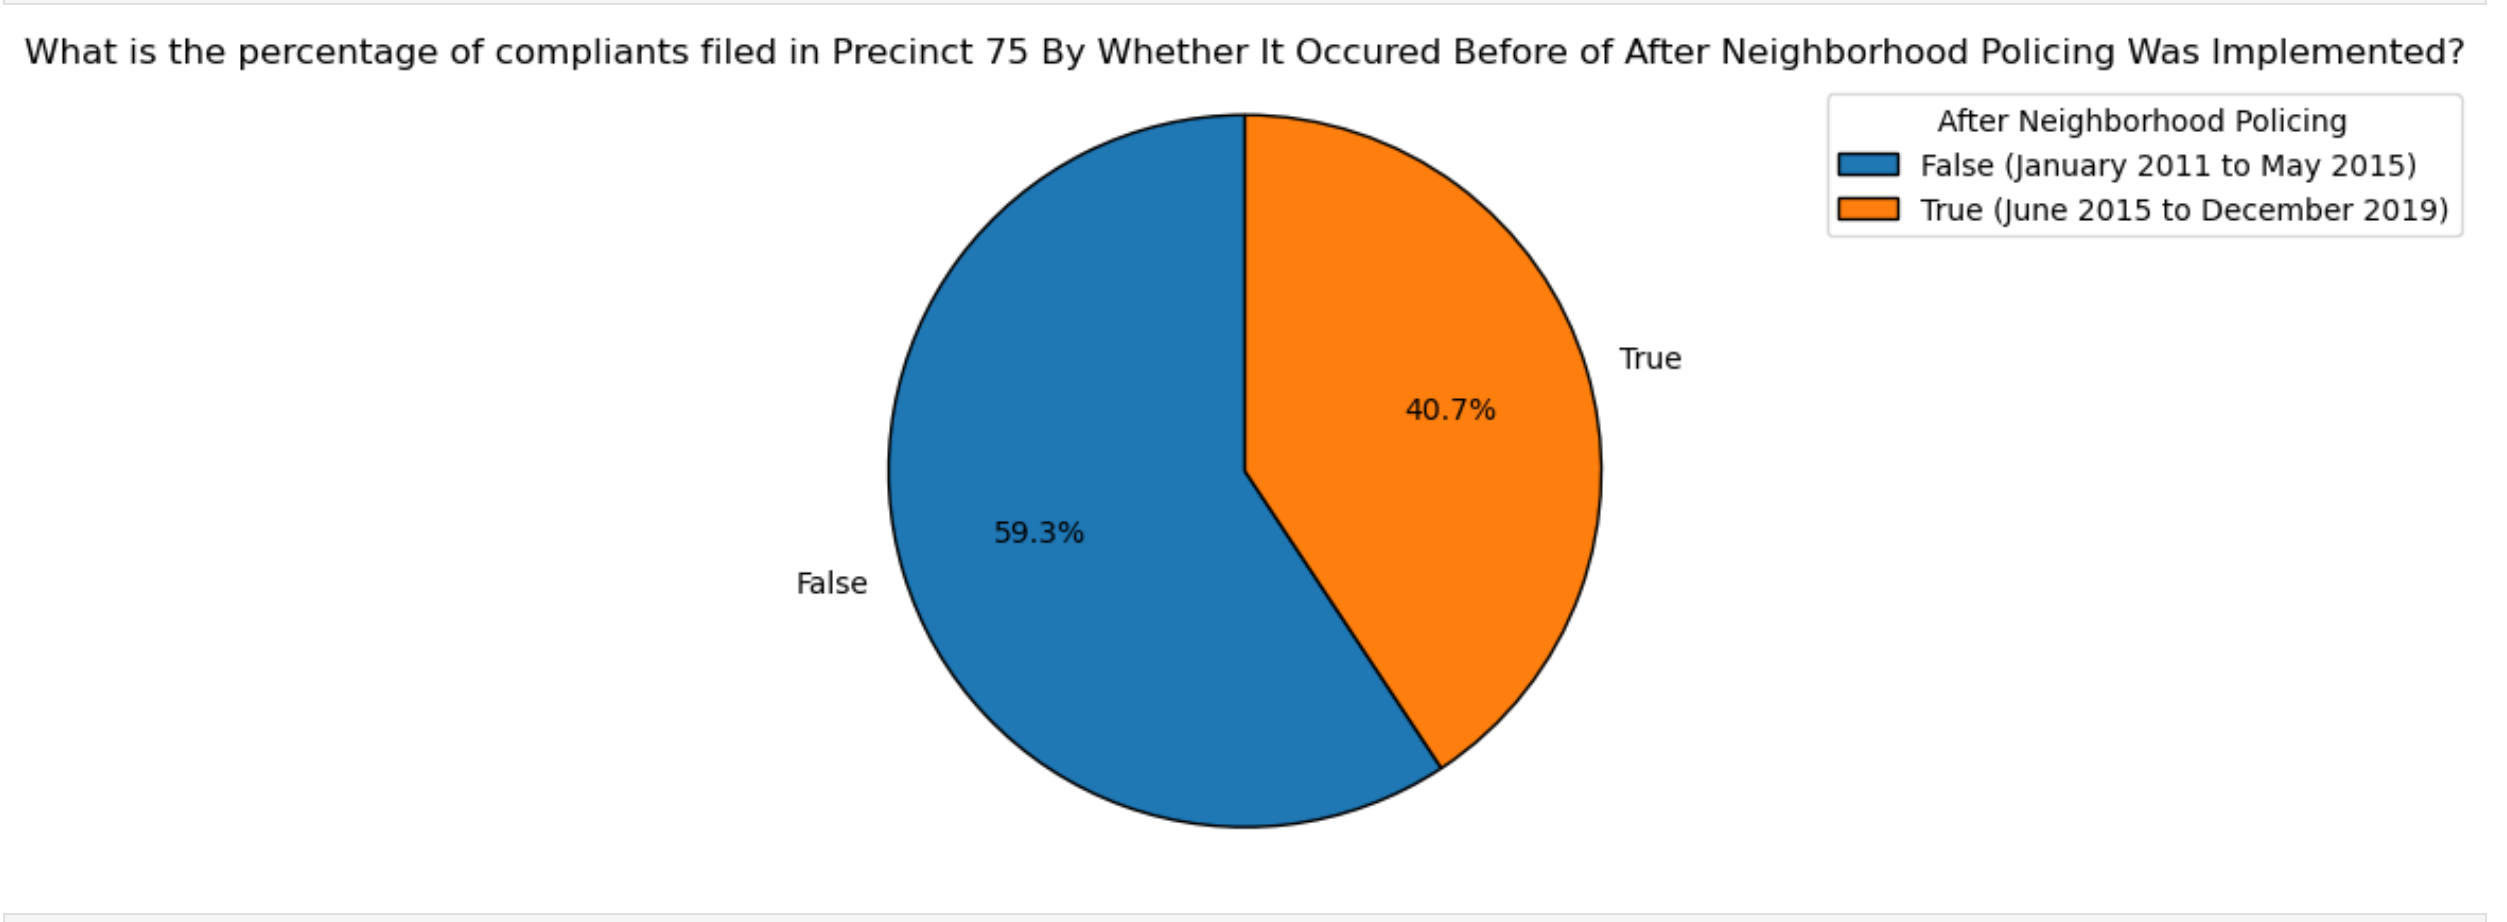 What is the percentage of compliants filed in Precinct 75 By Whether It Occured Before of After Neighborhood Policing Was Implemented?
After Neighborhood Policing
False (January 2011 to May 2015)
True (June 2015 to December 2019)
True
40.7%
59.3%
False